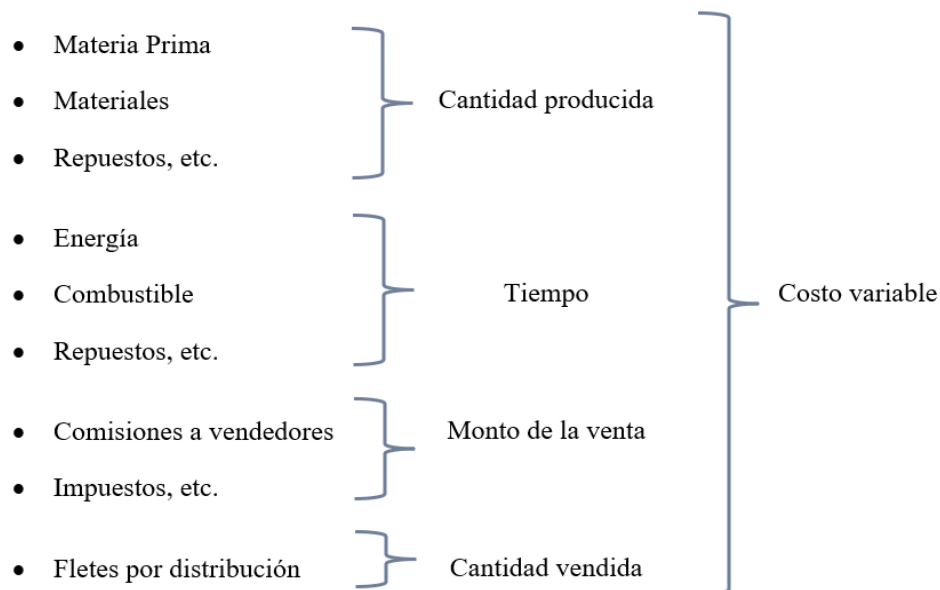 • Materia Prima
• Materiales
• Repuestos, etc.
Cantidad producida
• Energía
• Combustible
• Repuestos, etc.
Tiempo
• Comisiones a vendedores
• Impuestos, etc.
Monto de la venta
• Fletes por distribución
Cantidad vendida
Costo variable